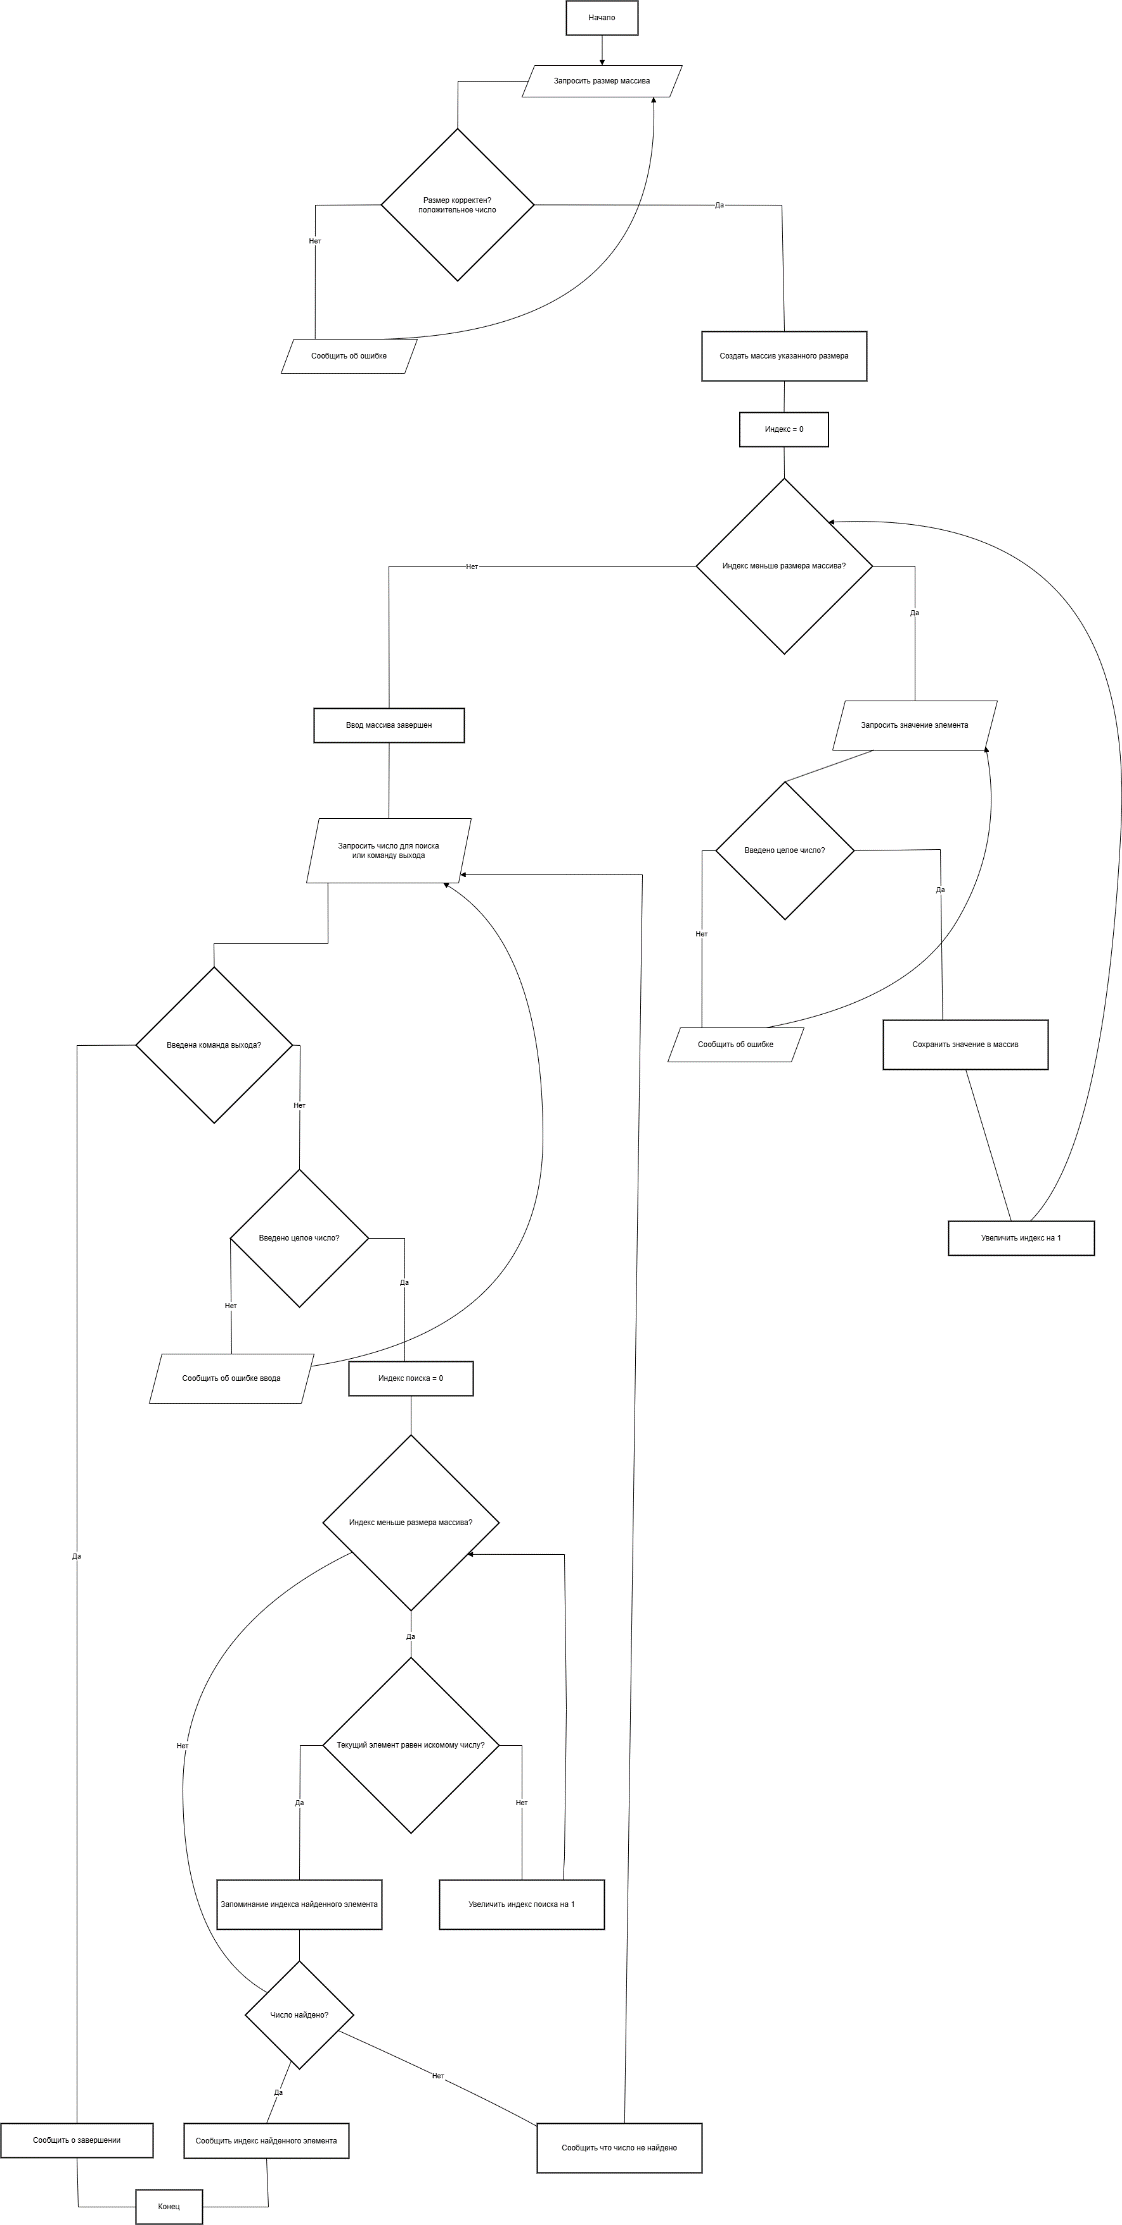 Начало
Запросить размер массива
Размер корректен?
положительное число
Да
Нет
Сообщить об ошибке
Создать массив указанного размера
Индекс = 0
Индекс меньше размера массива?
Нет
Да
Ввод массива завершен
Запросить значение элемента
Запросить число для поиска
или команду выхода
Введено целое число?
Да
Нет
Введена команда выхода?
Сообщить об ошибке
Сохранить значение в массив
Нет
Введено целое число?
Увеличить индекс на 1
Да
Нет
Сообщить об ошибке ввода
Индекс поиска = 0
Индекс меньше размера массива?
Да
Да
Нет
Текущий элемент равен искомому числу?
Да
Нет
Запоминание индекса найденного элемента
Увеличить индекс поиска на 1
Число найдено?
Нет
Да
Сообщить о завершении
Сообщить индекс найденного элемента
Сообщить что число не найдено
Конец